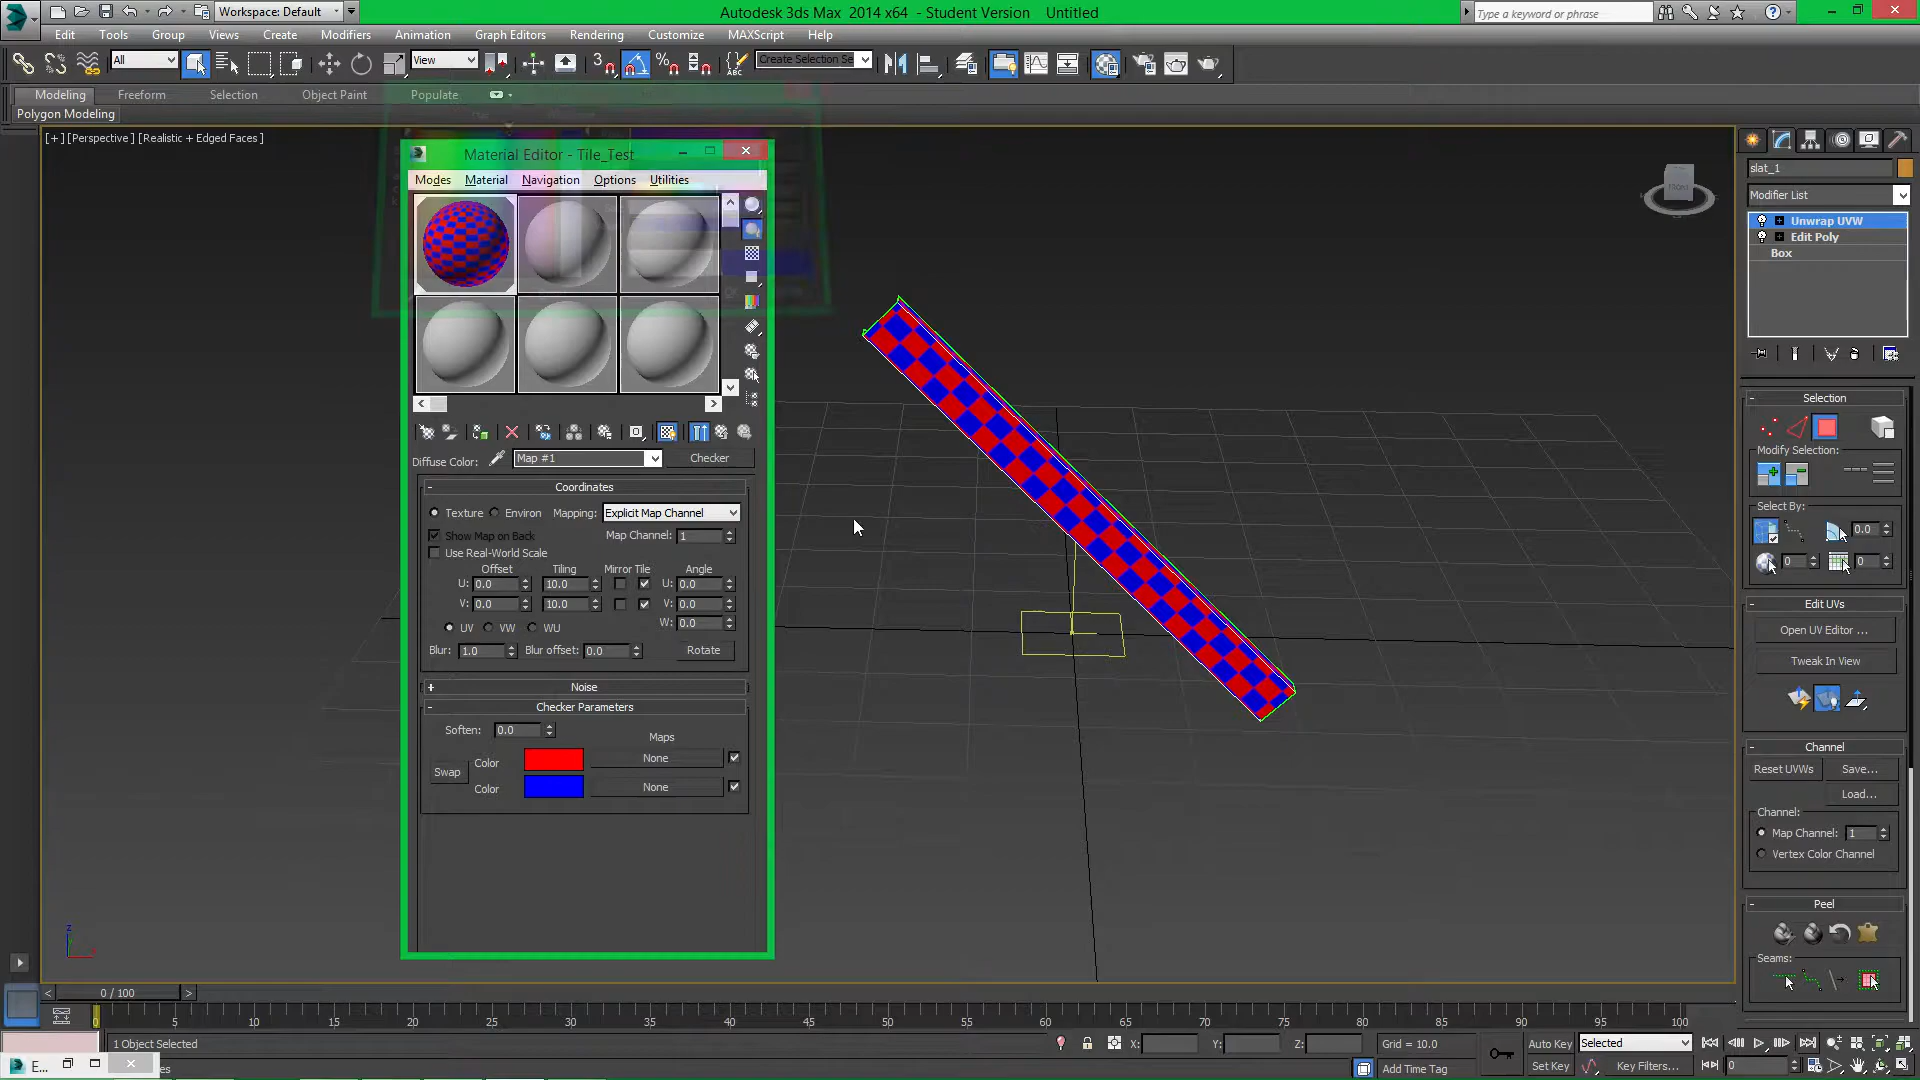 Workspace: Default
Autodesk 3ds Max 2014 x64 - Student Version Untitled
Type a keyword or phrase
Edit Tools Group Views Create Modifiers Animation Graph Editors Rendering Customize MAXScript Help
All
View
3
Create Selection Se
Modeling Freeform Selection Object Paint Populate
Polygon Modeling
[+][Perspective][Realistic + Edged Faces]
Material Editor - Tile_Test
Modes Material Navigation Options Utilities
Diffuse Color: Map #1 Checker
Coordinates
Texture Environ Mapping: Explicit Map Channel
Show Map on Back Map Channel: 1
Use Real-World Scale
Offset Tiling Mirror Tile Angle
U: 0.0 10.0 U: 0.0
V: 0.0 10.0 V: 0.0
W: 0.0
UV VW WU
Blur: 1.0 Blur offset: 0.0 Rotate
Noise
Checker Parameters
Soften: 0.0
Maps
Swap
Color None
Color None
FRONT
slat_1
Modifier List
Unwrap UVW
Edit Poly
Box
Selection
Modify Selection:
Select By:
0.0
0 0
Edit UVs
Open UV Editor ...
Tweak In View
Channel
Reset UVWs Save...
Load...
Channel:
Map Channel: 1
Vertex Color Channel
Peel
Seams:
z
0 / 100
5 10 15 20 25 30 35 40 45 50 55 60 65 70 75 80 85 90 95 100
1 Object Selected
X: Y: Z: Grid = 10.0
Auto Key Selected
E...
Add Time Tag
Set Key Key Filters...
0